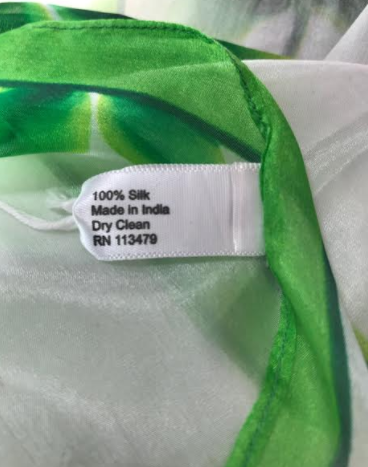 100% Silk
Made in India
Dry Clean
RN 113479